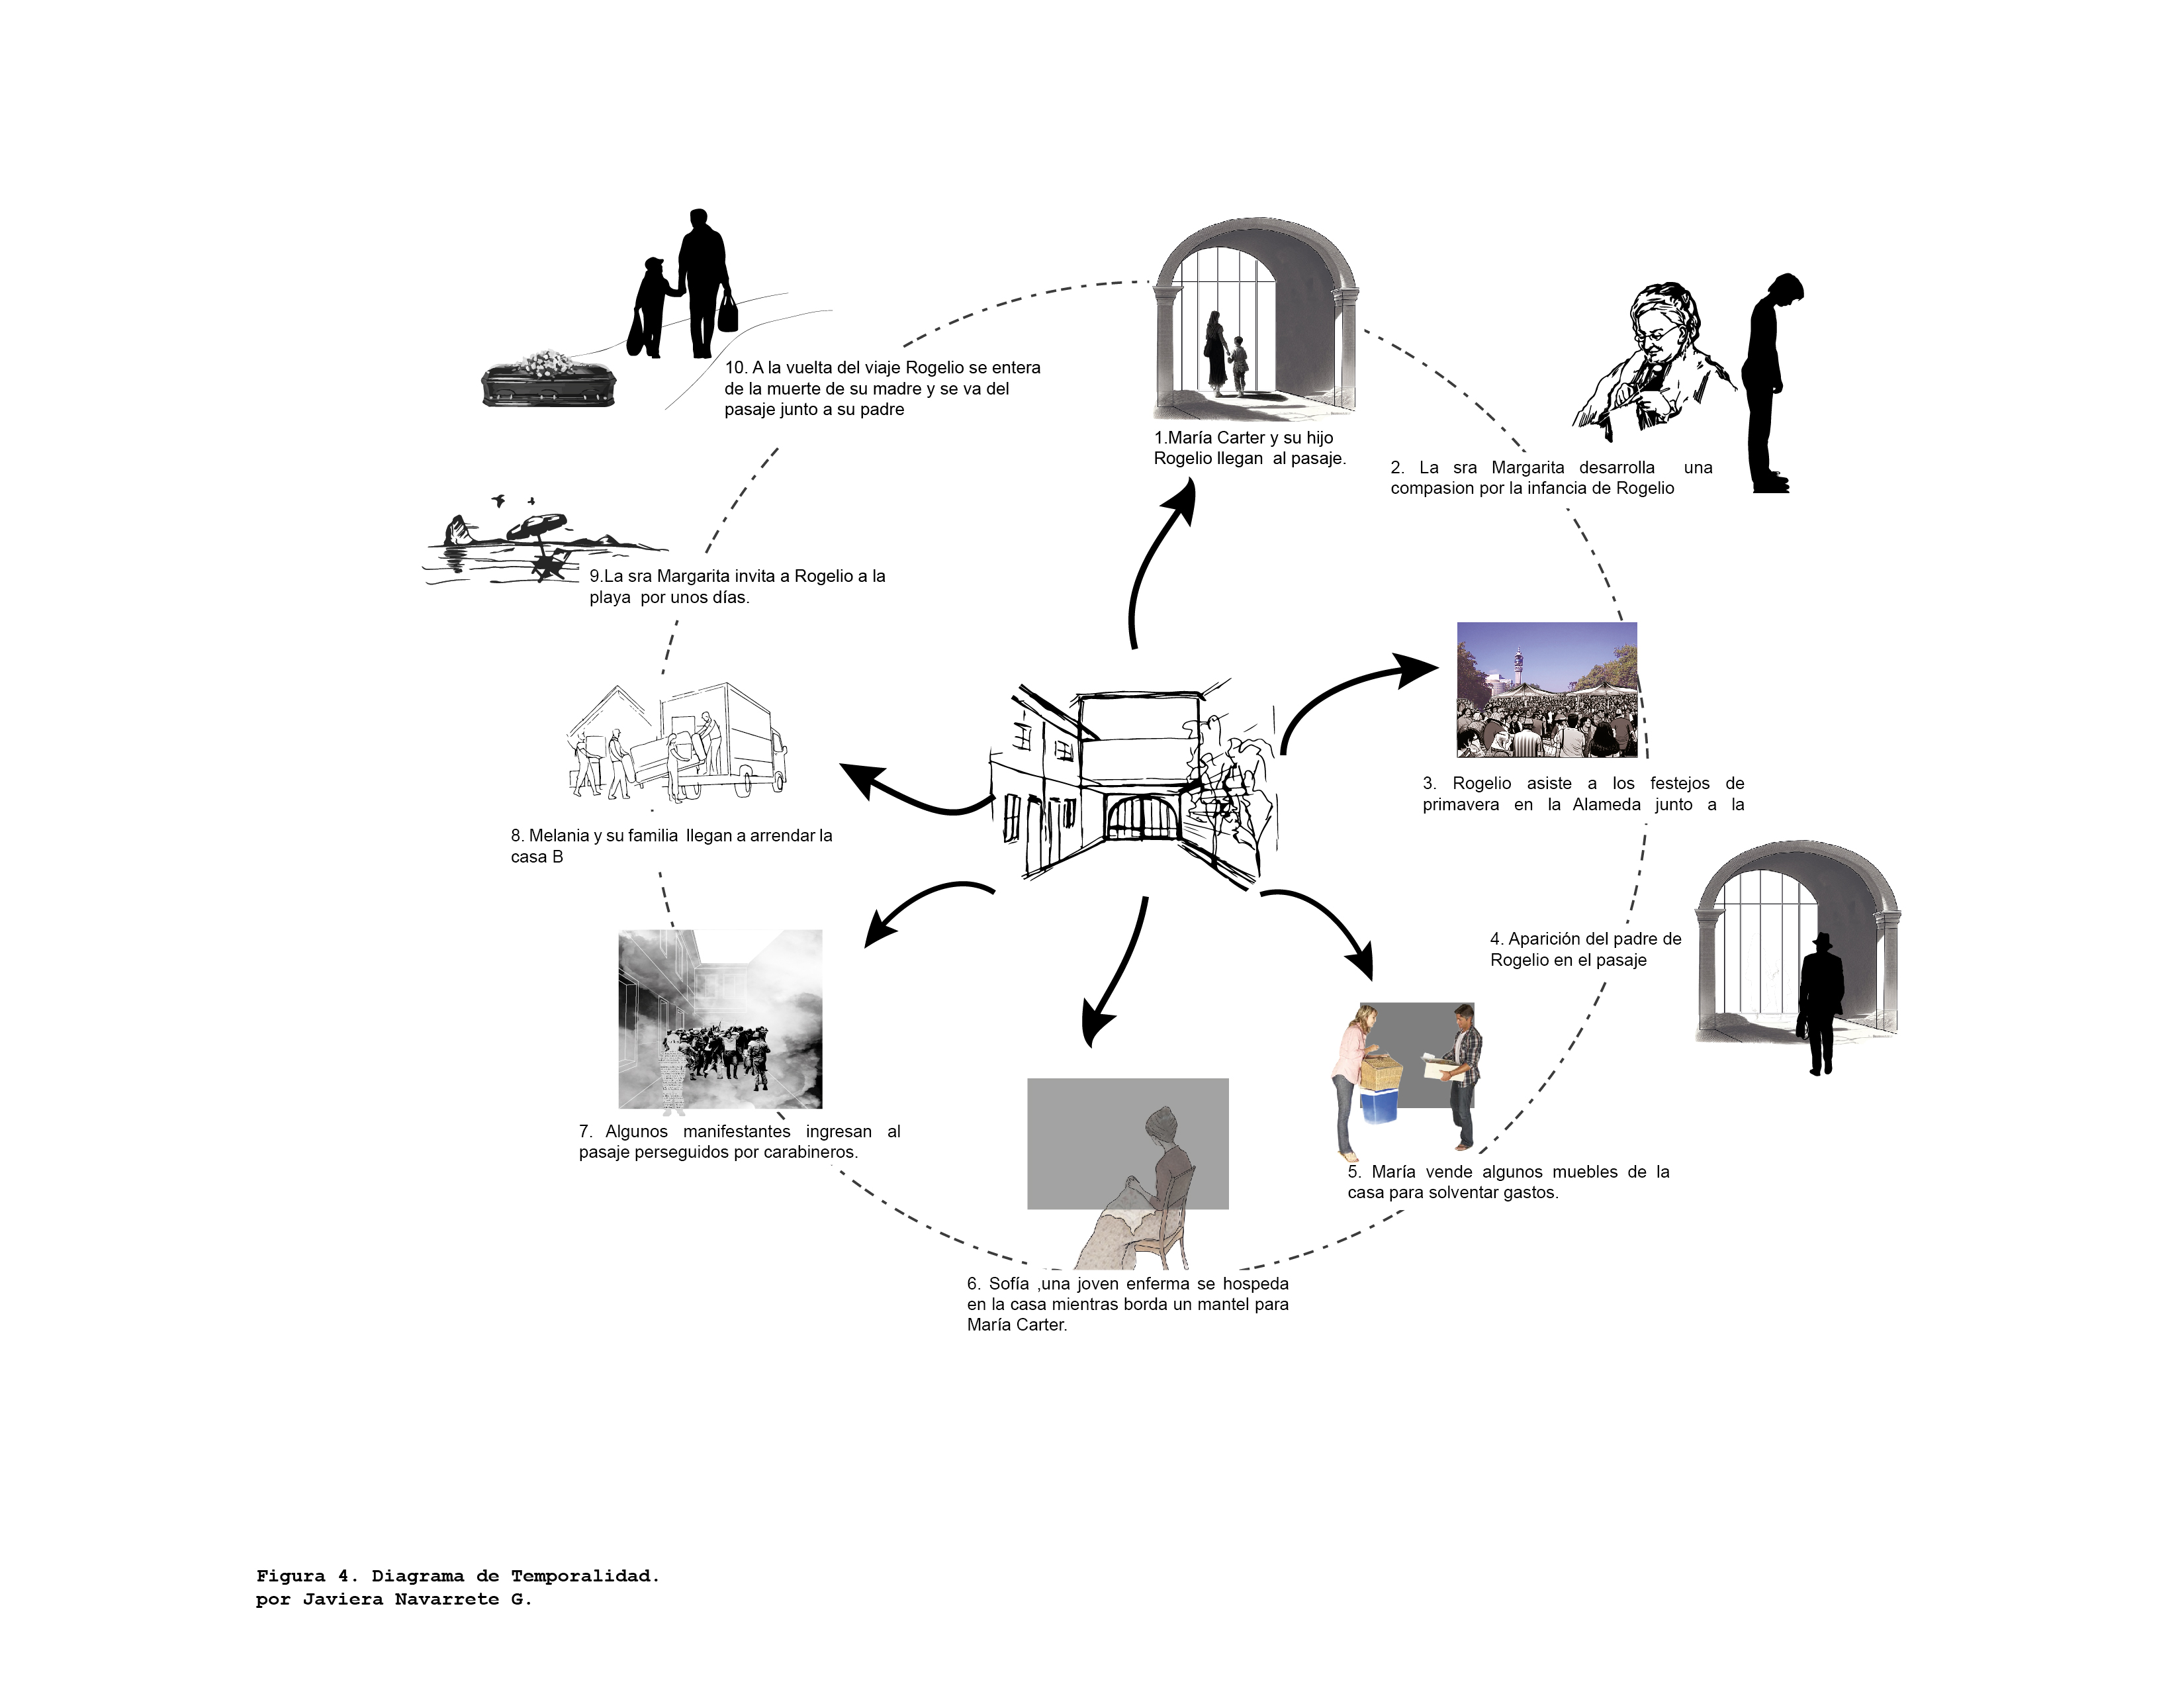 1.María Carter y su hijo
Rogelio llegan al pasaje.
2. La sra Margarita desarrolla una
compasion por la infancia de Rogelio
3. Rogelio asiste a los festejos de
primavera en la Alameda junto a la
4. Aparición del padre de
Rogelio en el pasaje
5. María vende algunos muebles de la
casa para solventar gastos.
6. Sofía ,una joven enferma se hospeda
en la casa mientras borda un mantel para
María Carter.
7. Algunos manifestantes ingresan al
pasaje perseguidos por carabineros.
8. Melania y su familia llegan a arrendar la
casa B
9.La sra Margarita invita a Rogelio a la
playa por unos días.
10. A la vuelta del viaje Rogelio se entera
de la muerte de su madre y se va del
pasaje junto a su padre
Figura 4. Diagrama de Temporalidad.
por Javiera Navarrete G.